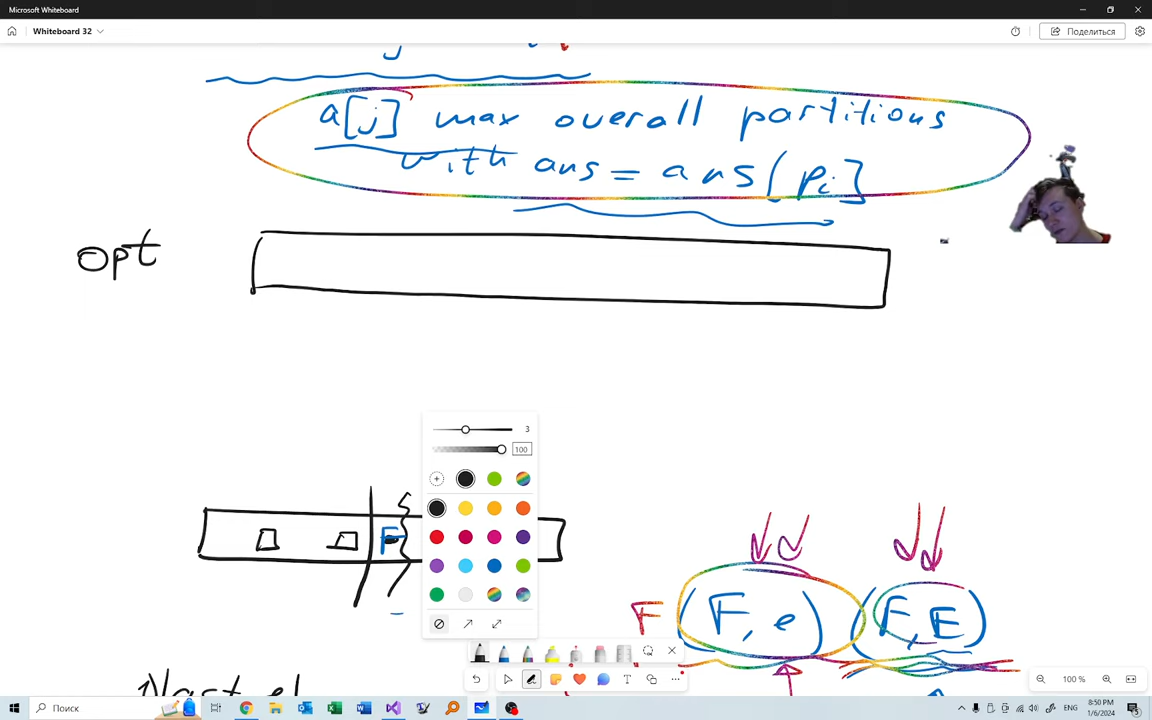 Microsoft Whiteboard
Whiteboard 32
Поделиться
a[j] max overall partitions
with ans = ans[pi]
opt
3
100
F
F (F, e) (F, E)
100 %
Поиск
ENG
8:50 PM
1/6/2024
5